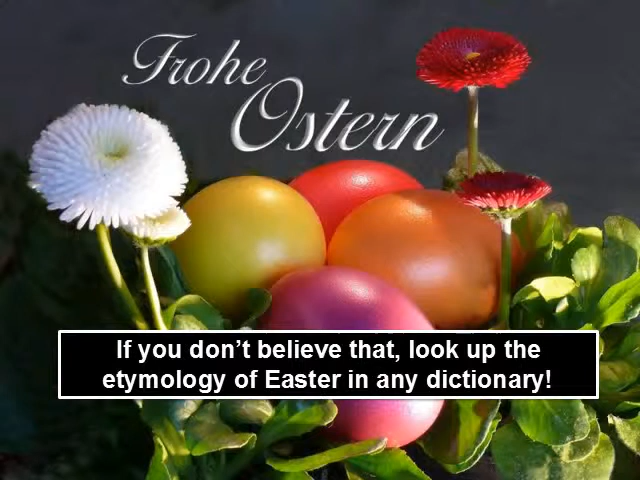 Frohe
Ostern
If you don’t believe that, look up the
etymology of Easter in any dictionary!